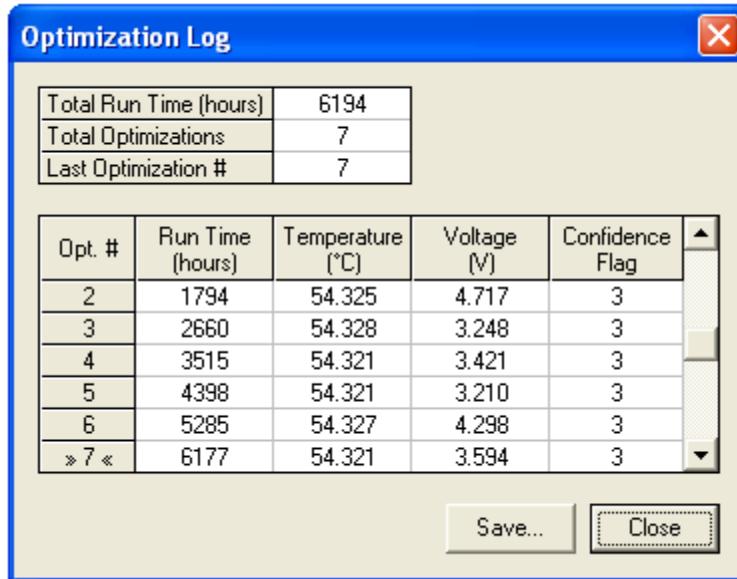 Optimization Log
Total Run Time (hours) 6194
Total Optimizations 7
Last Optimization # 7
Opt. # Run Time (hours) Temperature (°C) Voltage (V) Confidence Flag
2 1794 54.325 4.717 3
3 2660 54.328 3.248 3
4 3515 54.321 3.421 3
5 4398 54.321 3.210 3
6 5285 54.327 4.298 3
» 7 « 6177 54.321 3.594 3
Save... Close